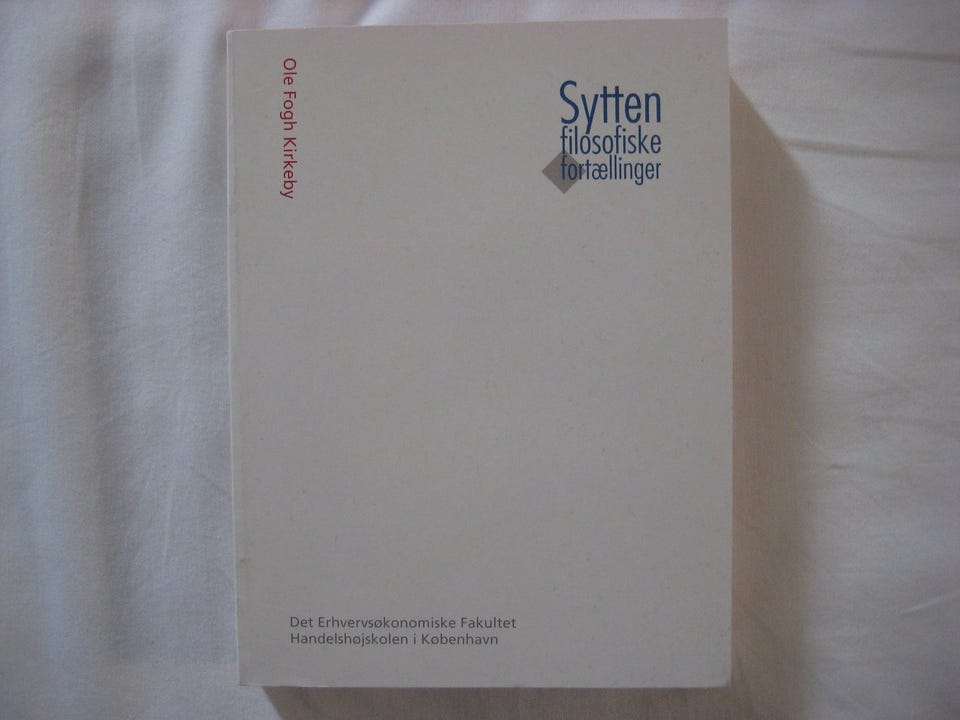 Ole Fogh Kirkeby
Sytten
filosofiske
fortællinger
Det Erhvervsøkonomiske Fakultet
Handelshøjskolen i København